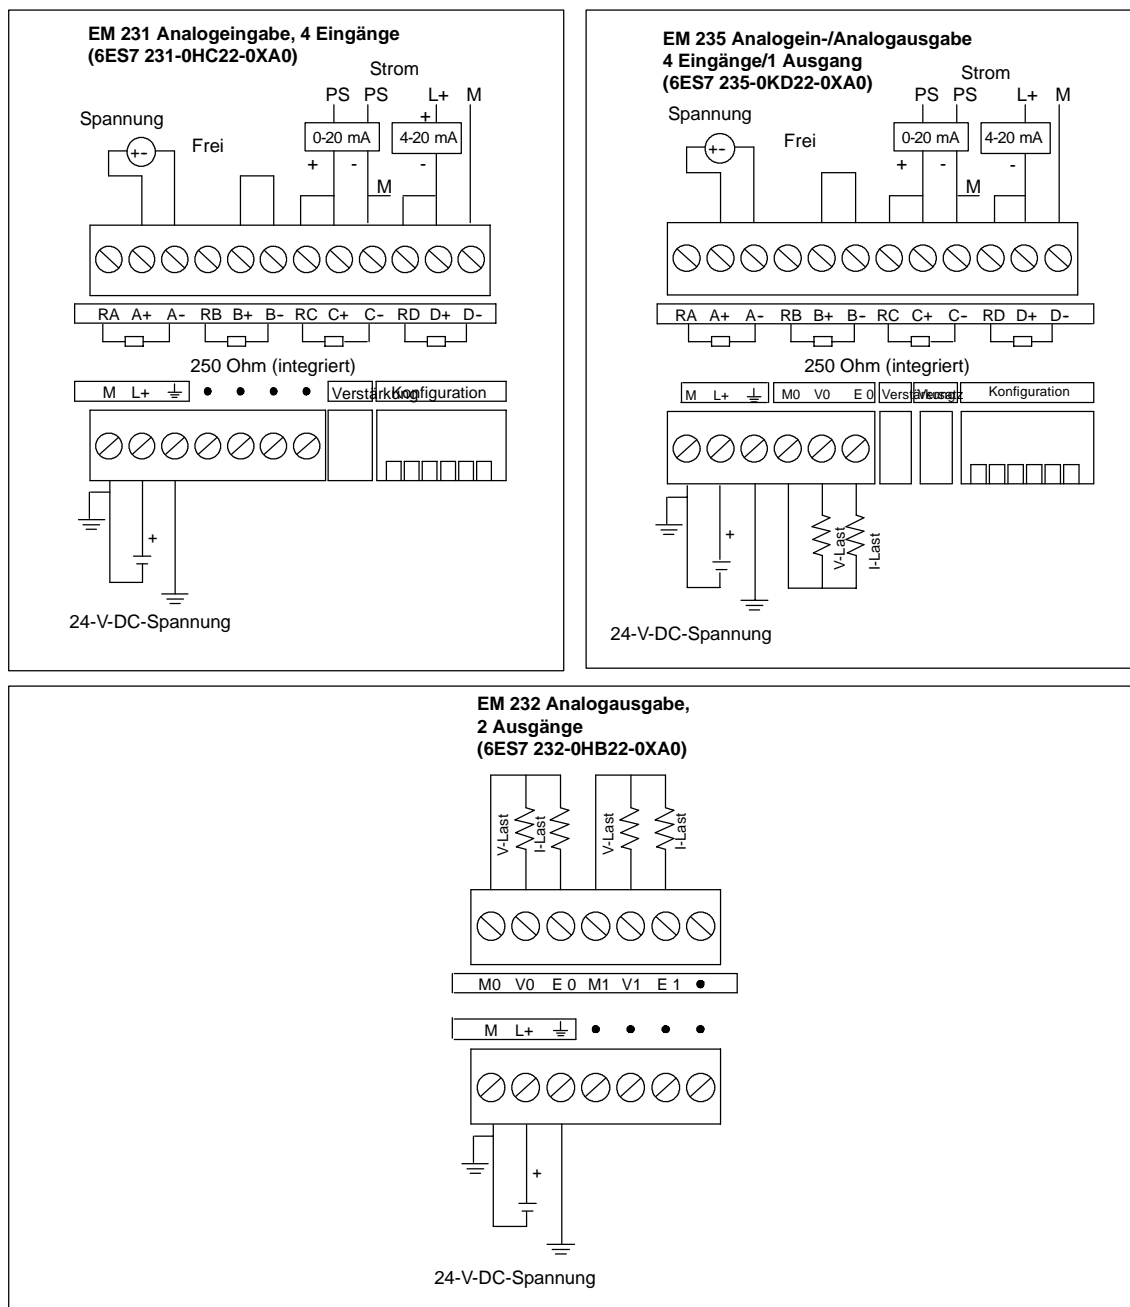 EM 231 Analogeingabe, 4 Eingänge
(6ES7 231-0HC22-0XA0)
Strom
PS PS L+ M
Spannung
Frei
+
0-20 mA 4-20 mA
+-
+ - -
M
RA A+ A- RB B+ B- RC C+ C- RD D+ D-
250 Ohm (integriert)
M L+ Verstärkung Konfiguration
+
24-V-DC-Spannung
EM 235 Analogein-/Analogausgabe
4 Eingänge/1 Ausgang
(6ES7 235-0KD22-0XA0)
Strom
PS PS L+ M
Spannung
Frei
0-20 mA 4-20 mA
+-
+ - -
M
RA A+ A- RB B+ B- RC C+ C- RD D+ D-
250 Ohm (integriert)
M L+ M0 V0 E 0 Konfiguration
+
V-Last
I-Last
24-V-DC-Spannung
EM 232 Analogausgabe,
2 Ausgänge
(6ES7 232-0HB22-0XA0)
V-Last
I-Last
V-Last
I-Last
M0 V0 E 0 M1 V1 E 1
M L+
+
24-V-DC-Spannung